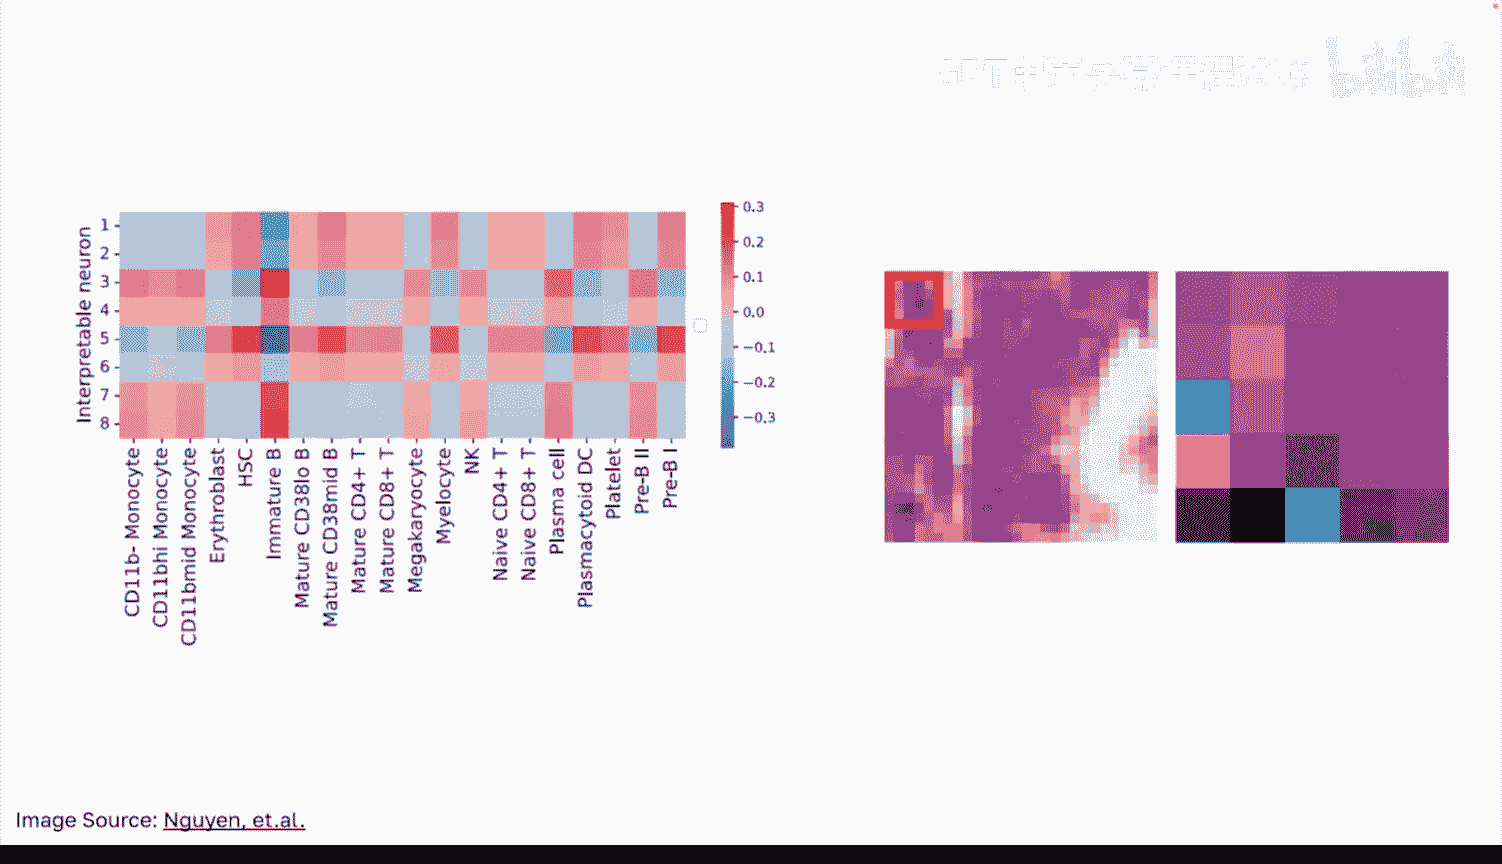 Interpretable neuron
1
2
3
4
5
6
7
8
0.3
0.2
0.1
0.0
−0.1
−0.2
−0.3
CD11b- Monocyte
CD11bhi Monocyte
CD11bmid Monocyte
Erythroblast
HSC
Immature B
Mature CD38lo B
Mature CD38mid B
Mature CD4+ T
Mature CD8+ T
Megakaryocyte
Myelocyte
NK
Naive CD4+ T
Naive CD8+ T
Plasma cell
Plasmacytoid DC
Platelet
Pre-B II
Pre-B I
Image Source: Nguyen, et.al.